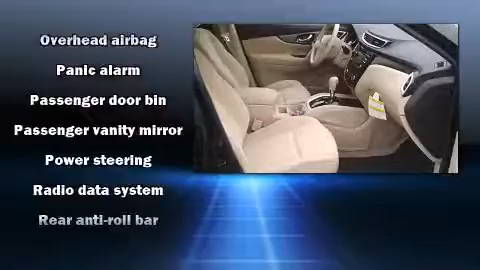 Overhead airbag
Panic alarm
Passenger door bin
Passenger vanity mirror
Power steering
Radio data system
Rear anti-roll bar